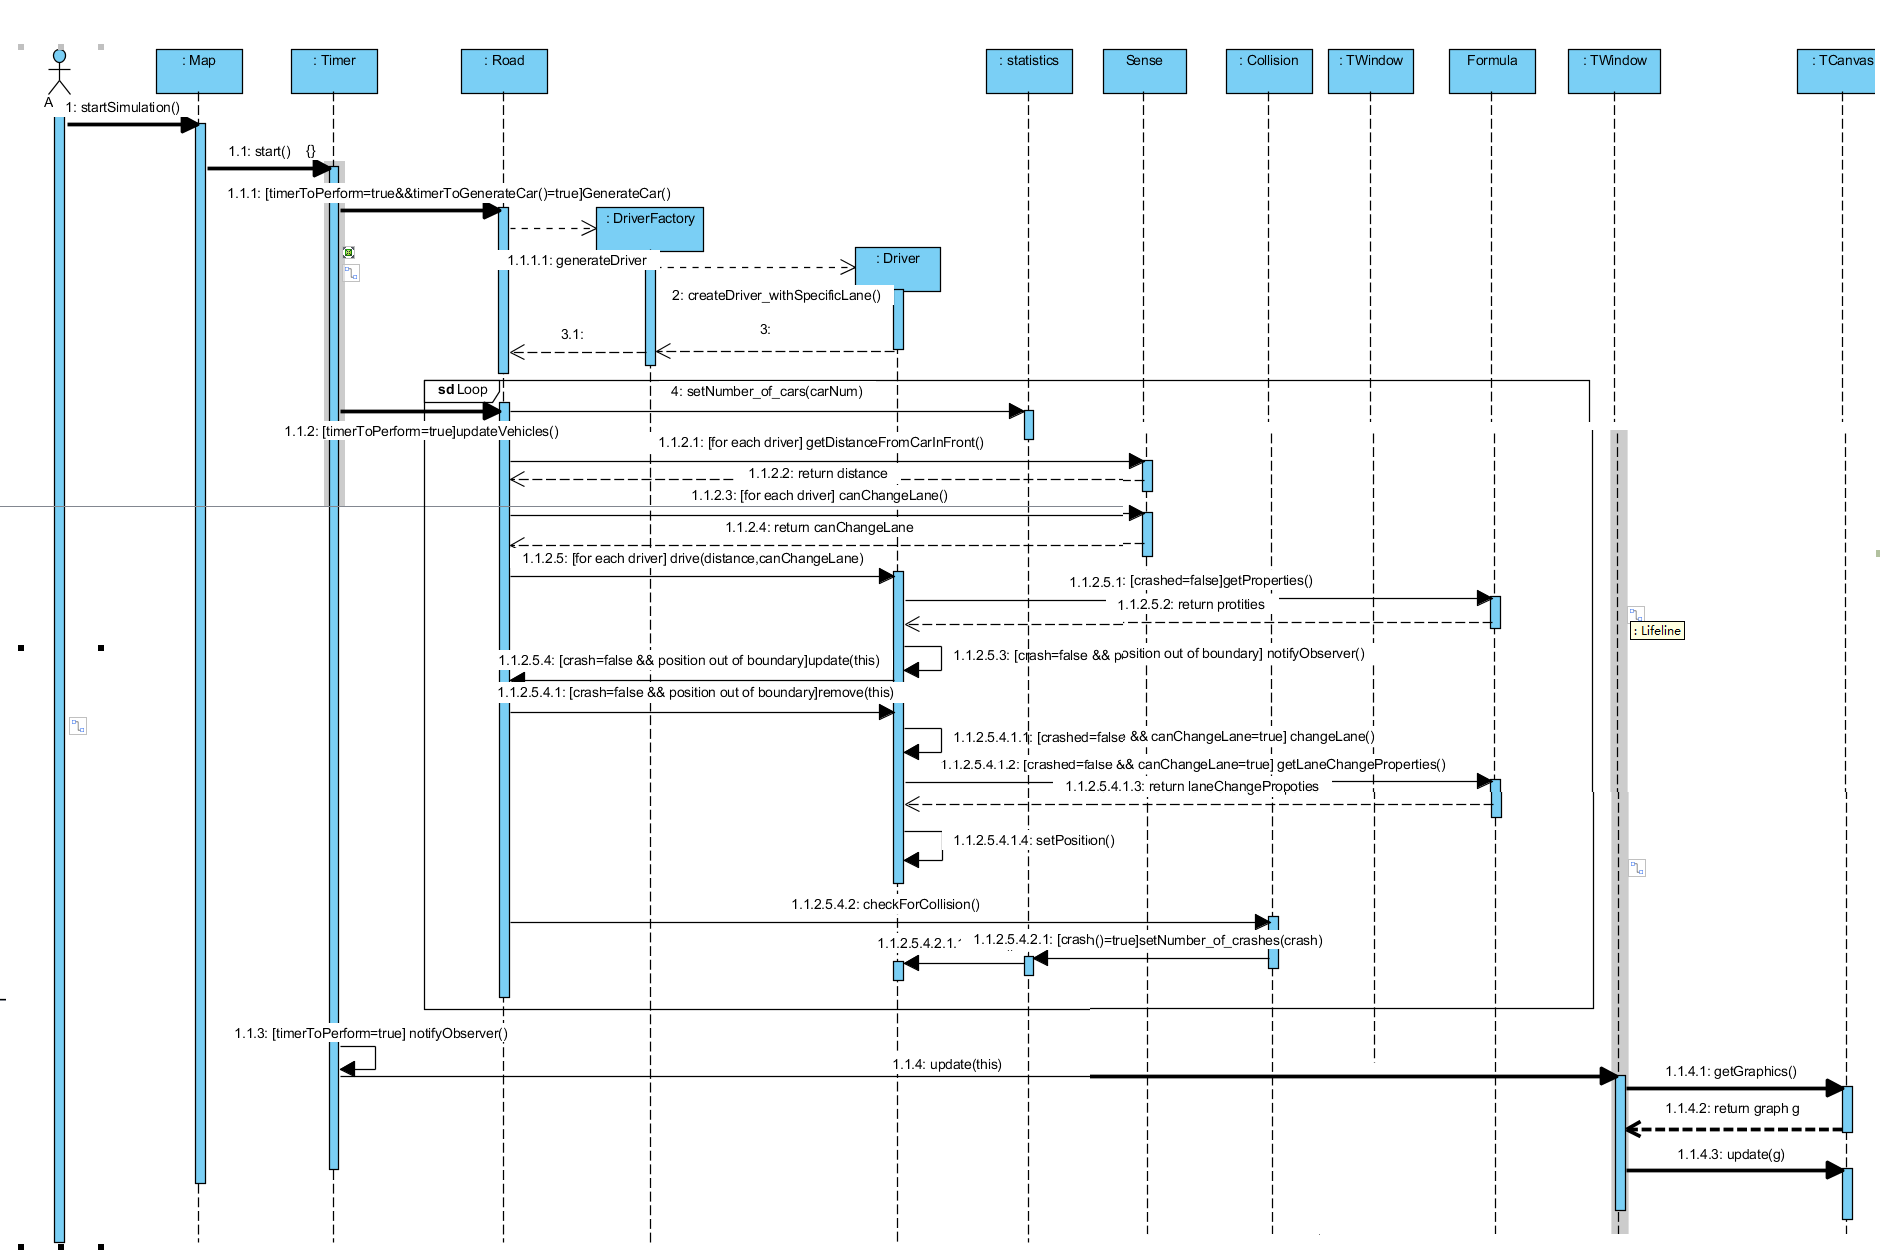 : Map
: Timer
: Road
: statistics
Sense
: Collision
: TWindow
Formula
: TWindow
: TCanvas
A
1: startSimulation()
1.1: start()
{}
1.1.1: [timerToPerform=true&&timerToGenerateCar()=true]GenerateCar()
: DriverFactory
1.1.1.1: generateDriver
: Driver
2: createDriver_withSpecificLane()
3:
3.1:
sd Loop
4: setNumber_of_cars(carNum)
1.1.2: [timerToPerform=true]updateVehicles()
1.1.2.1: [for each driver] getDistanceFromCarInFront()
1.1.2.2: return distance
1.1.2.3: [for each driver] canChangeLane()
1.1.2.4: return canChangeLane
1.1.2.5: [for each driver] drive(distance,canChangeLane)
1.1.2.5.1: [crashed=false]getProperties()
1.1.2.5.2: return protities
: Lifeline
1.1.2.5.3: [crash=false && position out of boundary] notifyObserver()
1.1.2.5.4: [crash=false && position out of boundary]update(this)
1.1.2.5.4.1: [crash=false && position out of boundary]remove(this)
1.1.2.5.4.1.1: [crashed=false && canChangeLane=true] changeLane()
1.1.2.5.4.1.2: [crashed=false && canChangeLane=true] getLaneChangeProperties()
1.1.2.5.4.1.3: return laneChangePropoties
1.1.2.5.4.1.4: setPosition()
1.1.2.5.4.2: checkForCollision()
1.1.2.5.4.2.1: [crash()=true]setNumber_of_crashes(crash)
1.1.2.5.4.2.1.
1.1.3: [timerToPerform=true] notifyObserver()
1.1.4: update(this)
1.1.4.1: getGraphics()
1.1.4.2: return graph g
1.1.4.3: update(g)